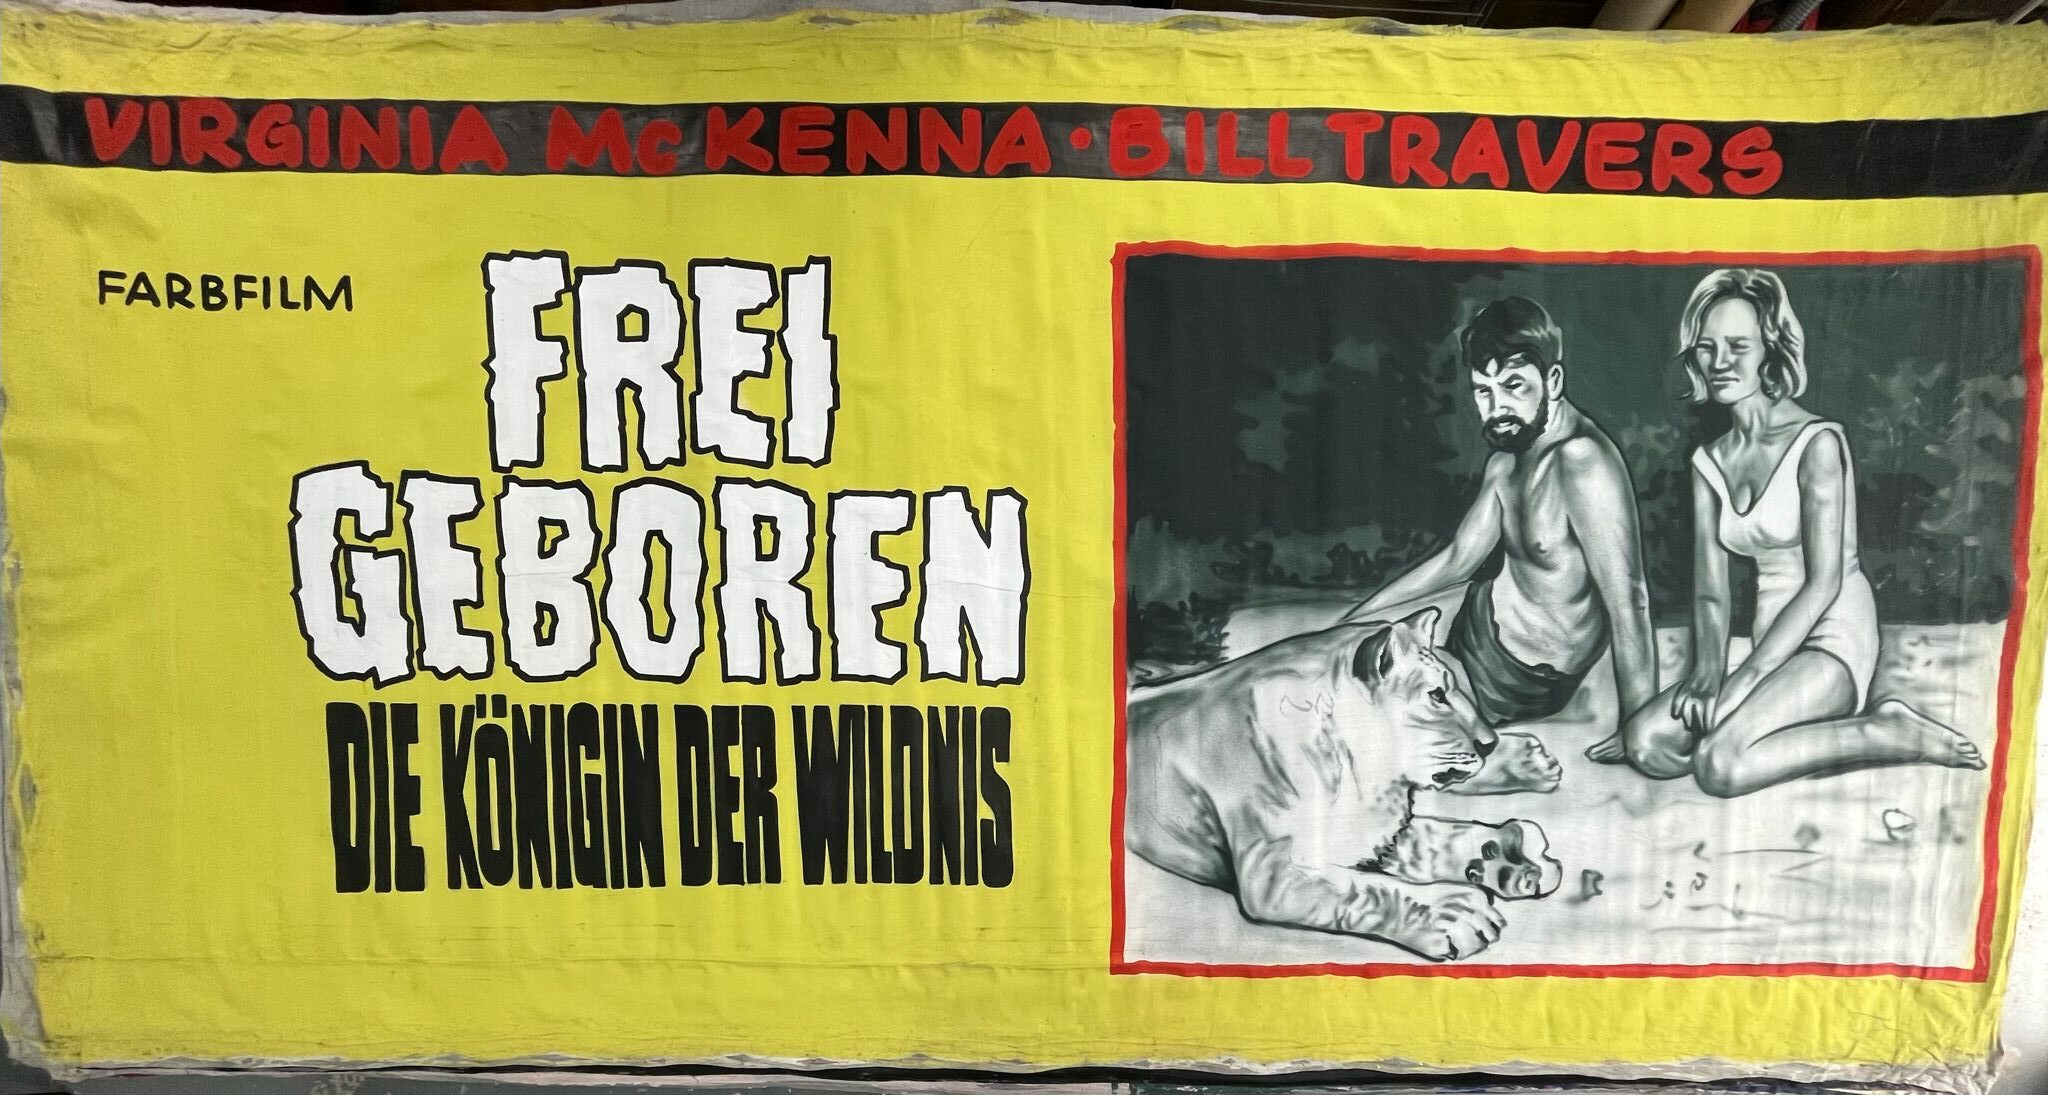 VIRGINIA McKENNA • BILL TRAVERS
FARBFILM
FREI
GEBOREN
DIE KÖNIGIN DER WILDNIS